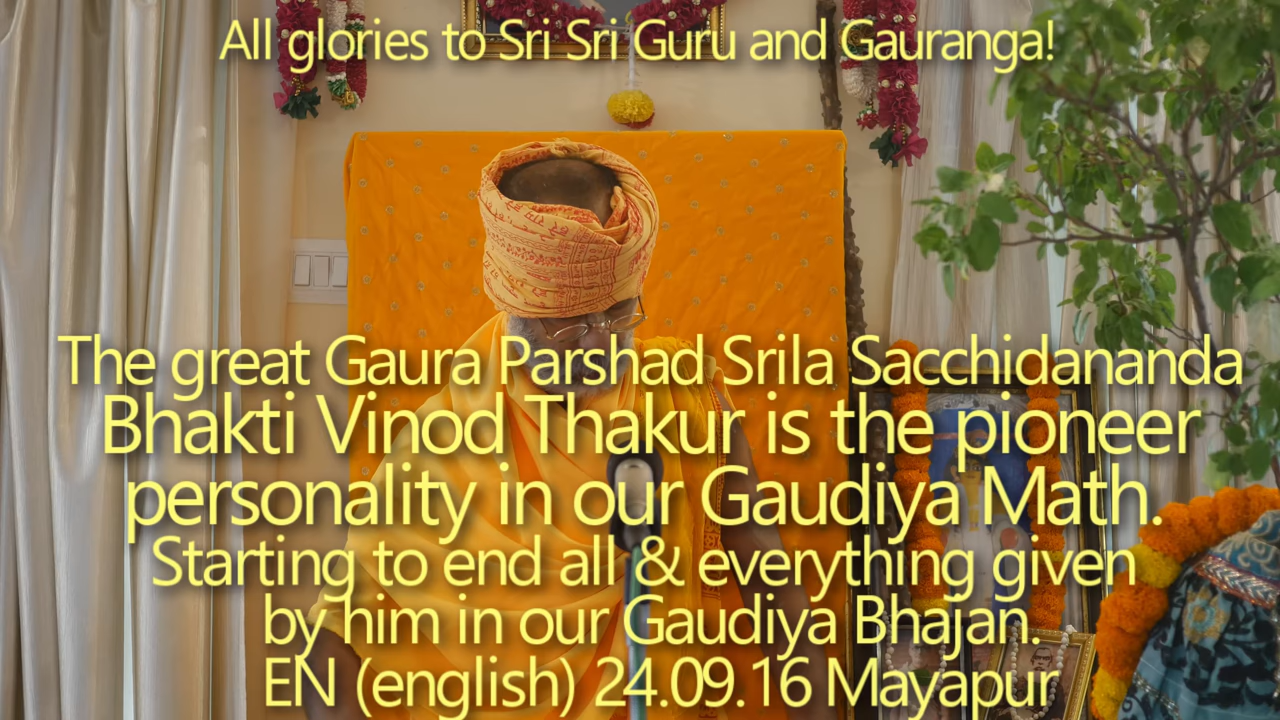 All glories to Sri Sri Guru and Gauranga!
The great Gaura Parshad Srila Sacchidananda
Bhakti Vinod Thakur is the pioneer
personality in our Gaudiya Math.
Starting to end all & everything given
by him in our Gaudiya Bhajan.
EN (english) 24.09.16 Mayapur